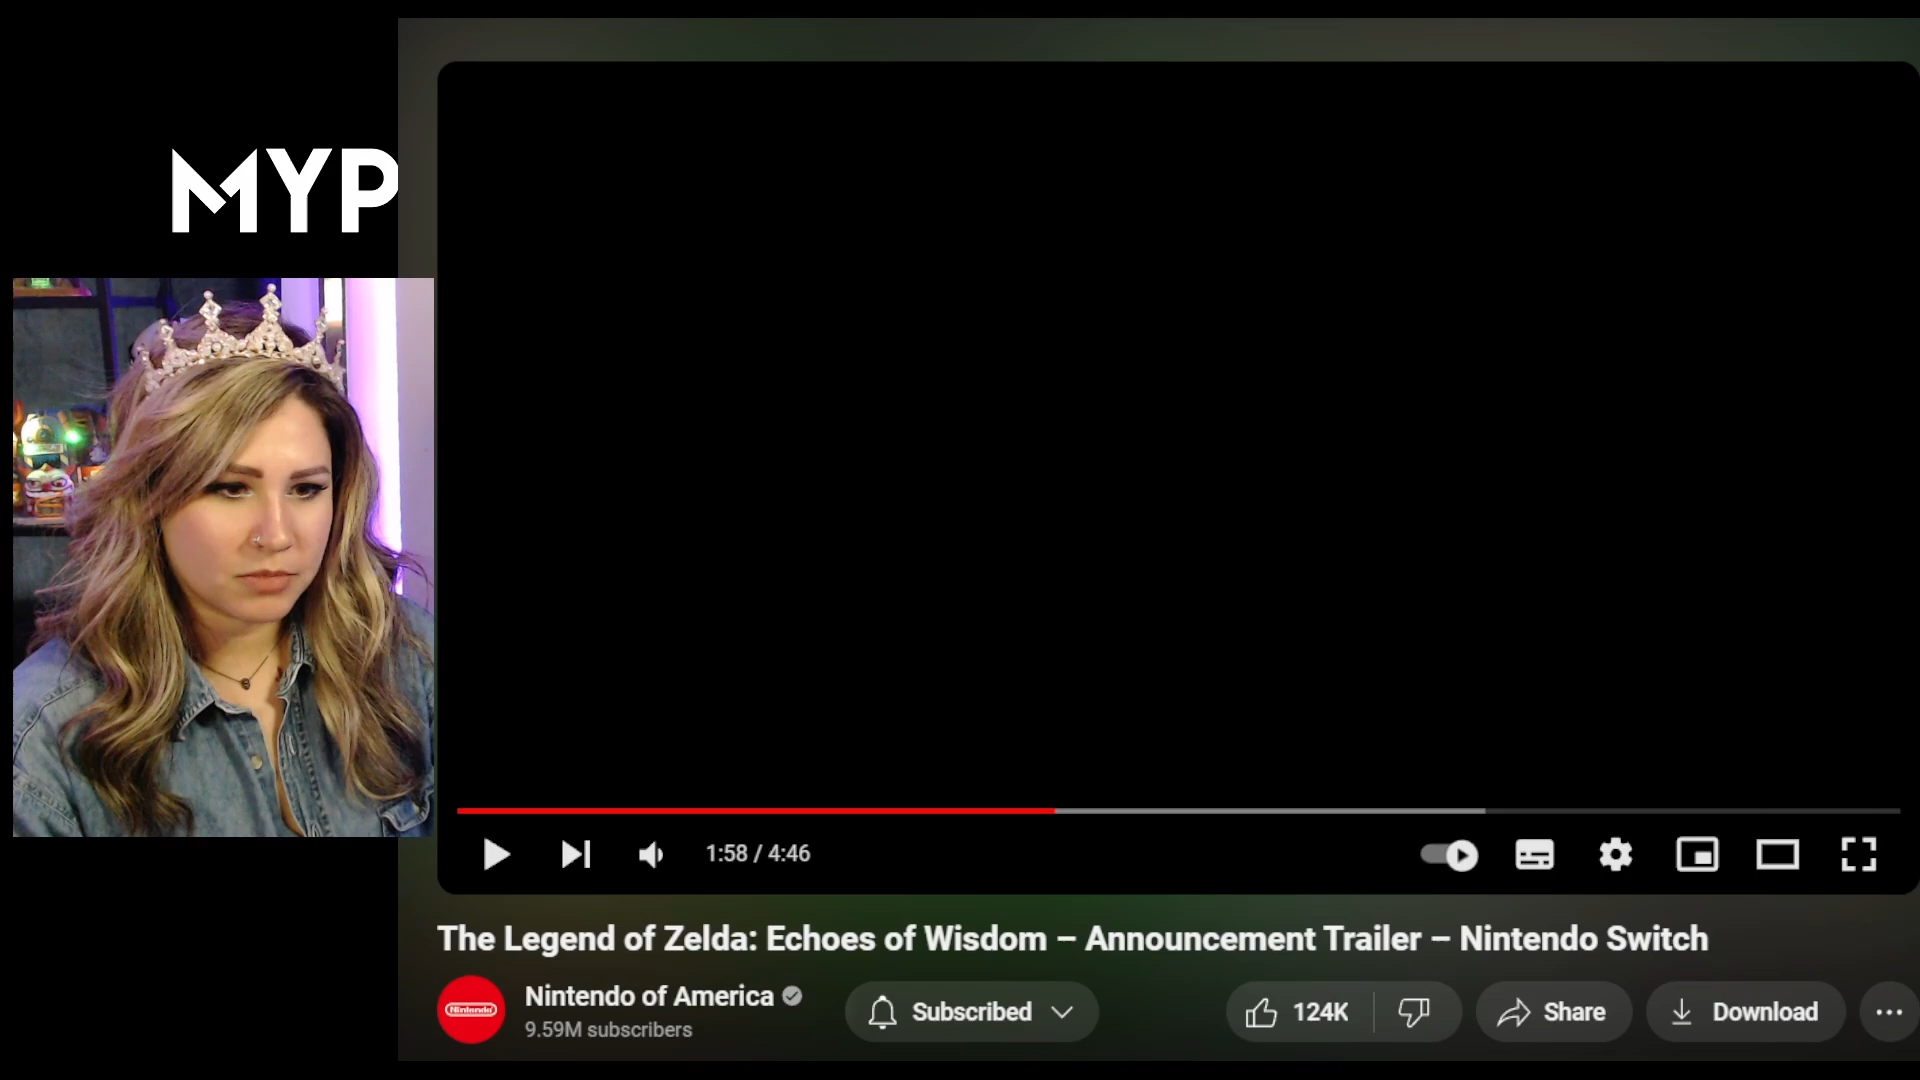 MYP
1:58 / 4:46
The Legend of Zelda: Echoes of Wisdom – Announcement Trailer – Nintendo Switch
Nintendo
Nintendo of America
9.59M subscribers
Subscribed
124K
Share
Download